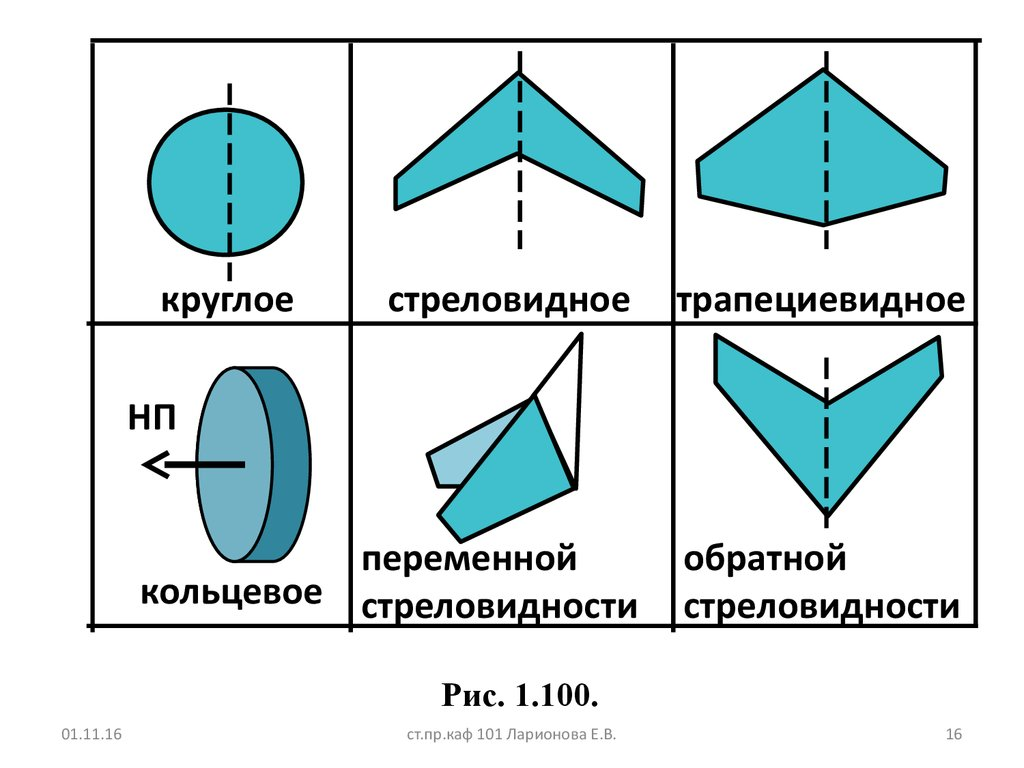 круглое
стреловидное
трапециевидное
НП
кольцевое
переменной
стреловидности
обратной
стреловидности
Рис. 1.100.
01.11.16
ст.пр.каф 101 Ларионова Е.В.
16